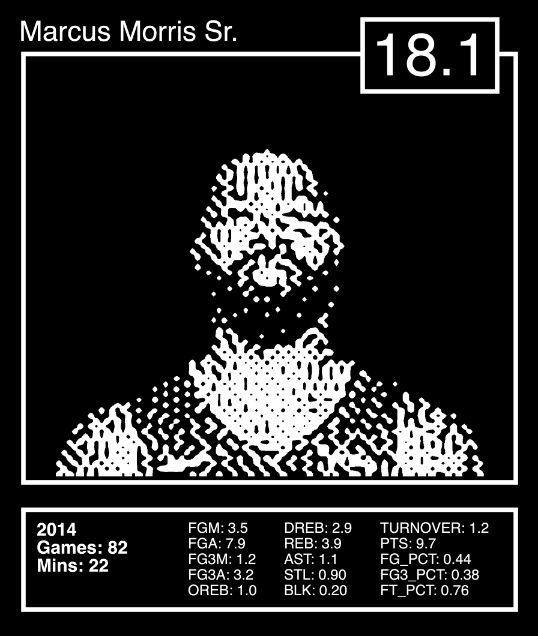 Marcus Morris Sr.
18.1
2014
Games: 82
Mins: 22
FGM: 3.5
FGA: 7.9
FG3M: 1.2
FG3A: 3.2
OREB: 1.0
DREB: 2.9
REB: 3.9
AST: 1.1
STL: 0.90
BLK: 0.20
TURNOVER: 1.2
PTS: 9.7
FG_PCT: 0.44
FG3_PCT: 0.38
FT_PCT: 0.76